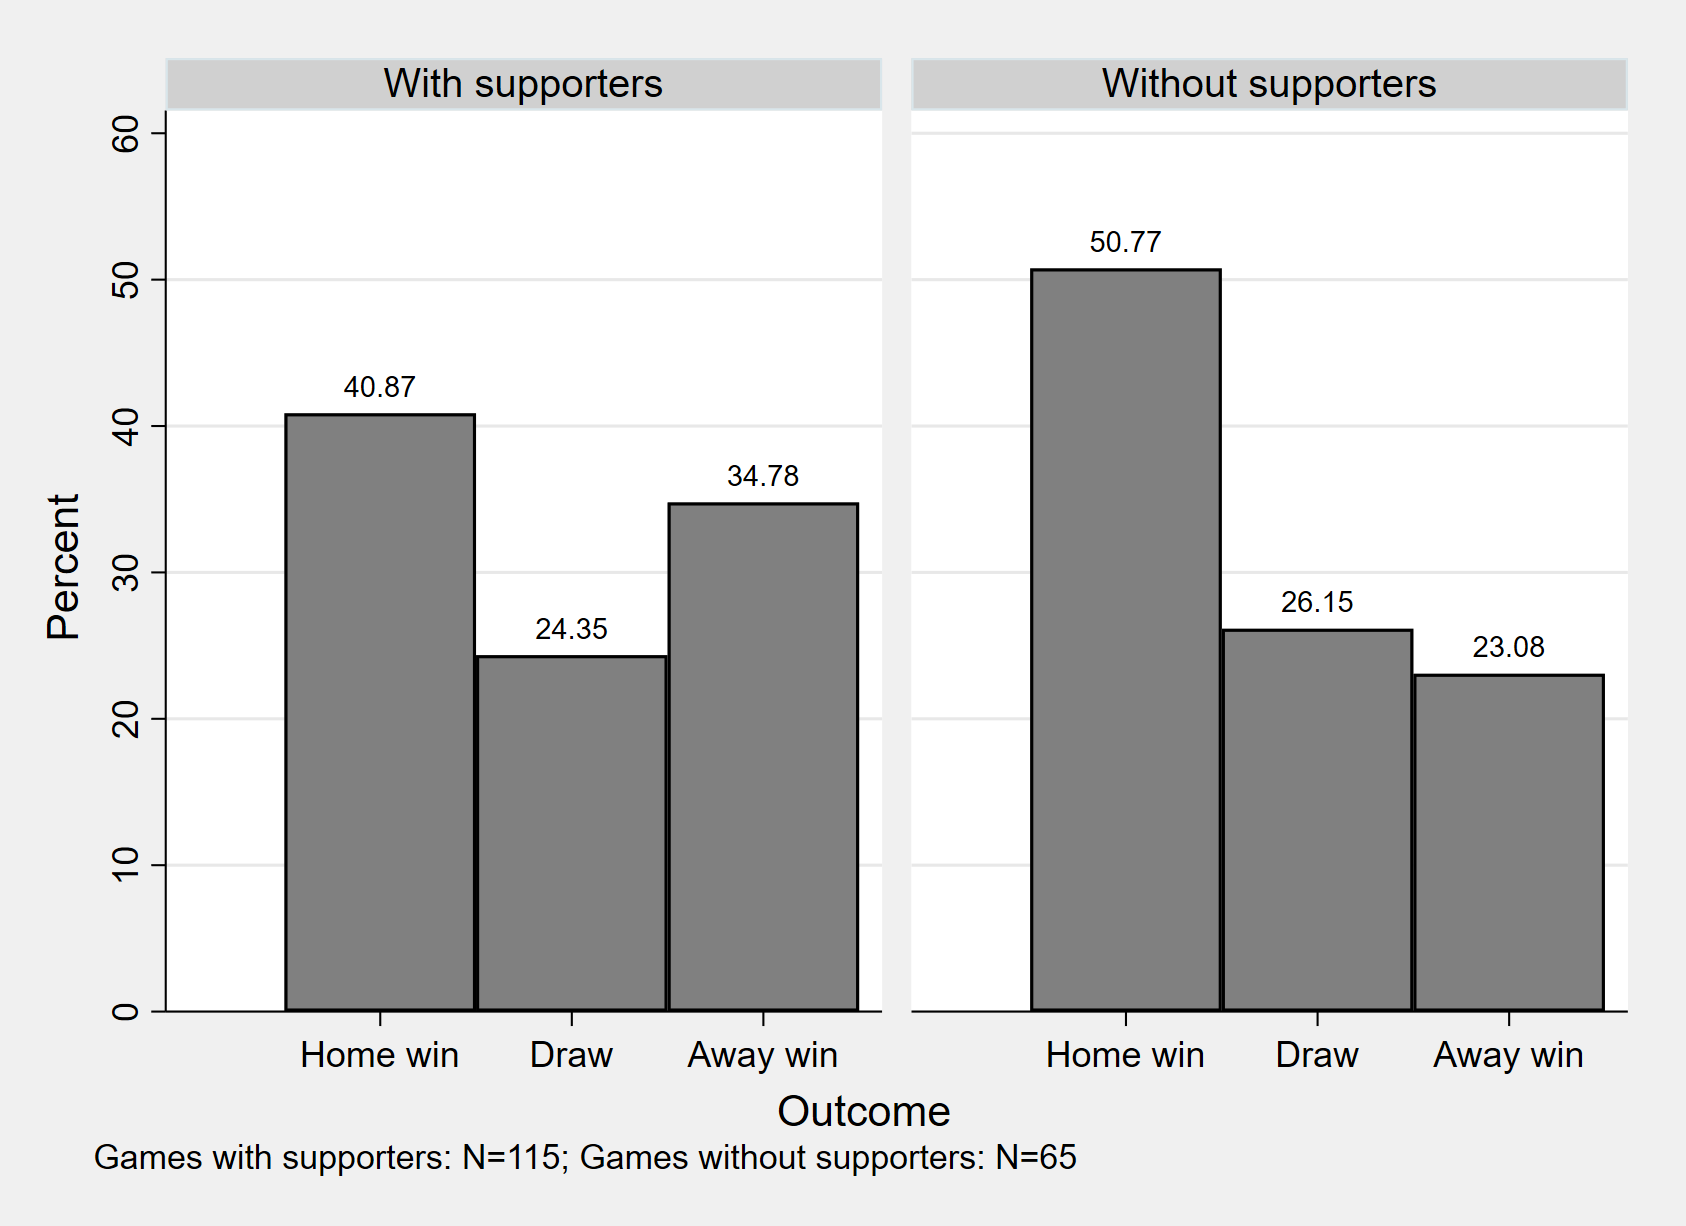 With supporters
Without supporters
Percent
60
50
40
30
20
10
0
40.87
24.35
34.78
50.77
26.15
23.08
Home win
Draw
Away win
Home win
Draw
Away win
Outcome
Games with supporters: N=115; Games without supporters: N=65